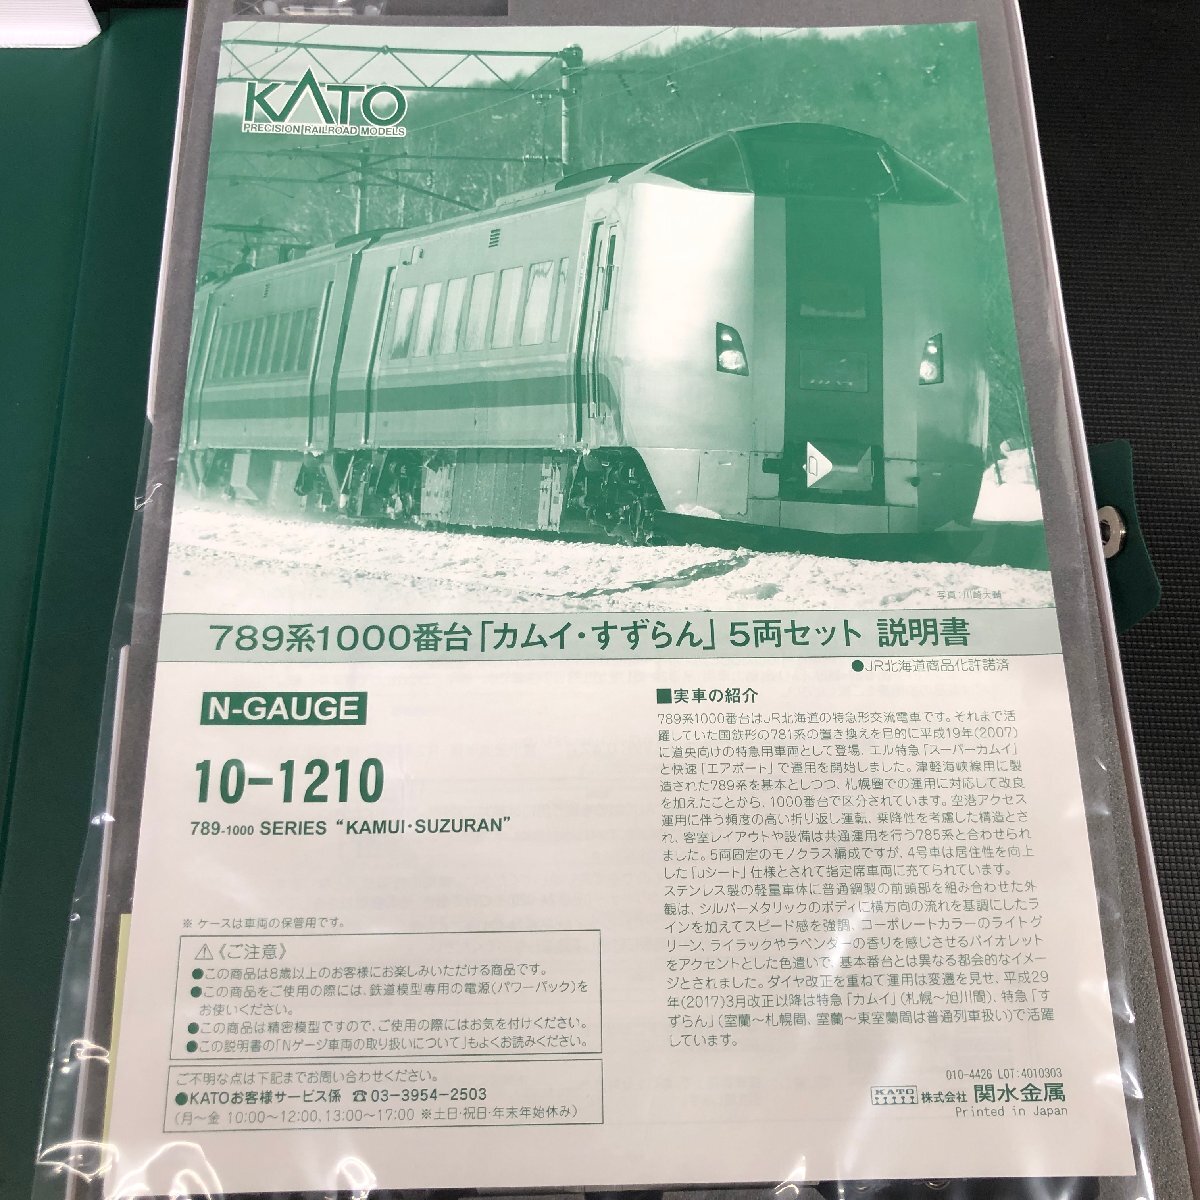 KATO
PRECISION RAILROAD MODELS
写真:川崎大輔
789系1000番台「カムイ・すずらん」5両セット 説明書
●JR北海道商品化許諾済
N-GAUGE
10-1210
789-1000 SERIES “KAMUI・SUZURAN”
※ ケースは車両の保管用です。
⚠《ご注意》
●この商品は8歳以上のお客様にお楽しみいただける商品です。
●この商品をご使用の際には、鉄道模型専用の電源(パワーパック)を
お使いください。
●この商品は精密模型ですので、ご使用の際にはお気を付けください。
●この説明書の「Nゲージ車両の取り扱いについて」もよくお読みください。
ご不明な点は下記までお問い合わせください。
●KATOお客様サービス係 ☎03-3954-2503
(月～金 10:00～12:00,13:00～17:00 ※土日・祝日・年末年始休み)
■実車の紹介
789系1000番台はJR北海道の特急形交流電車です。それまで活
躍していた国鉄形の781系の置き換えを目的に平成19年(2007)
に道央向けの特急用車両として登場、エル特急「スーパーカムイ」
と快速「エアポート」で運用を開始しました。津軽海峡線用に製
造された789系を基本としつつ、札幌圏での運用に対応して改良
を加えたことから、1000番台で区分されています。空港アクセス
運用に伴う頻度の高い折り返し運転、乗降性を考慮した構造とさ
れ、客室レイアウトや設備は共通運用を行う785系と合わせられ
ました。5両固定のモノクラス編成ですが、4号車は居住性を向上
した「uシート」仕様とされて指定席車両に充てられています。
ステンレス製の軽量車体に普通鋼製の前頭部を組み合わせた外
観は、シルバーメタリックのボディに横方向の流れを基調にしたラ
インを加えてスピード感を強調、コーポレートカラーのライトグ
リーン、ライラックやラベンダーの香りを感じさせるバイオレット
をアクセントとした色遣いで、基本番台とは異なる都会的なイメー
ジとされました。ダイヤ改正を重ねて運用は変遷を見せ、平成29
年(2017)3月改正以降は特急「カムイ」(札幌～旭川間)、特急「す
ずらん」(室蘭～札幌間、室蘭～東室蘭間は普通列車扱い)で活躍
しています。
010-4426 LOT:4010303
KATO 株式会社 関水金属
Printed in Japan